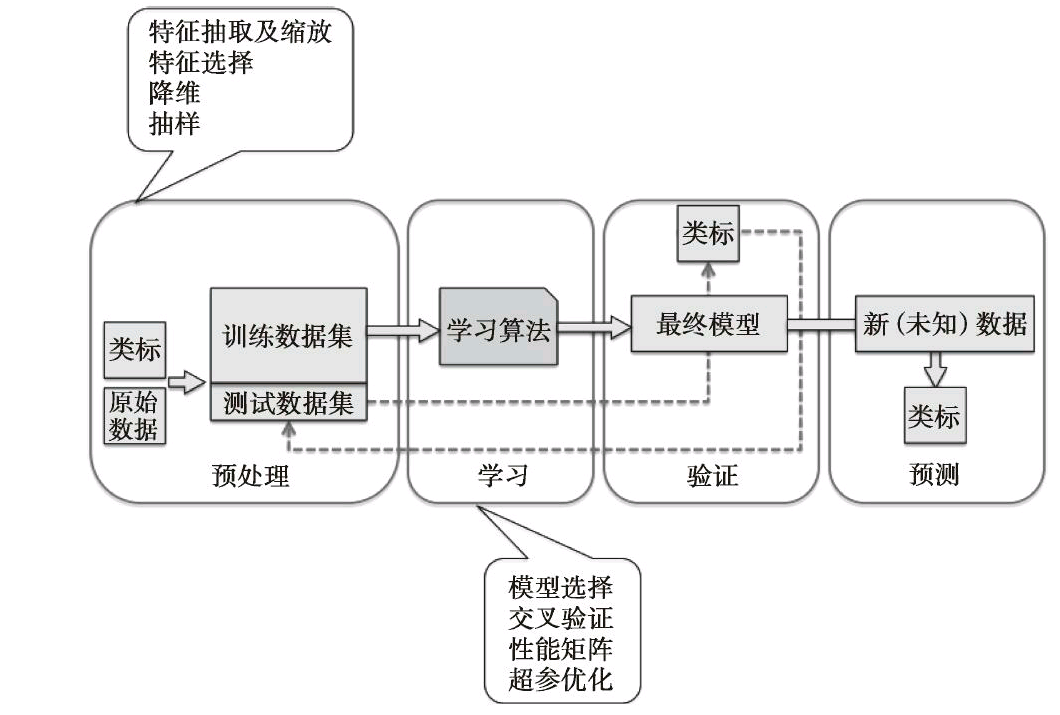 特征抽取及缩放
特征选择
降维
抽样
类标
原始
数据
训练数据集
测试数据集
预处理
学习算法
学习
类标
最终模型
验证
新(未知)数据
类标
预测
模型选择
交叉验证
性能矩阵
超参优化